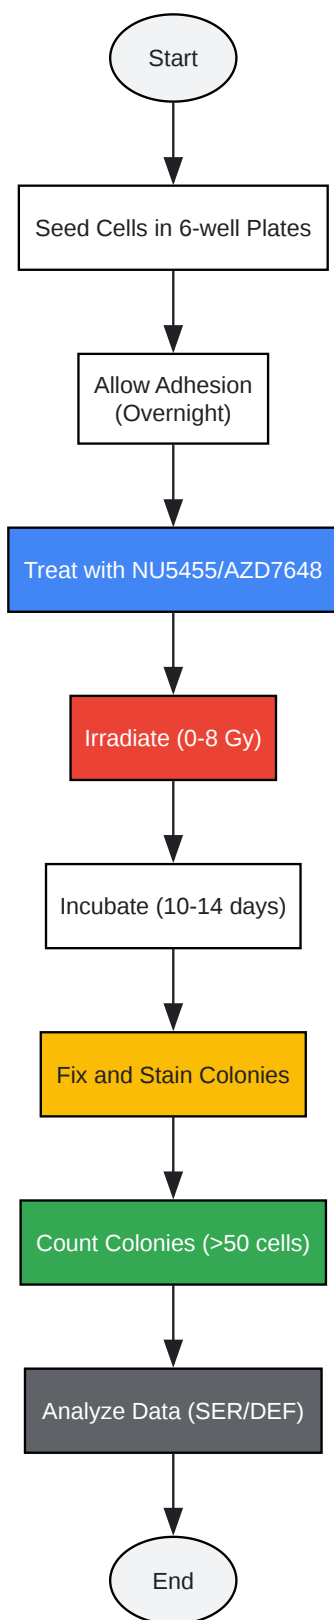 Start
Seed Cells in 6-well Plates
Allow Adhesion
(Overnight)
Treat with NU5455/AZD7648
Irradiate (0-8 Gy)
Incubate (10-14 days)
Fix and Stain Colonies
Count Colonies (>50 cells)
Analyze Data (SER/DEF)
End